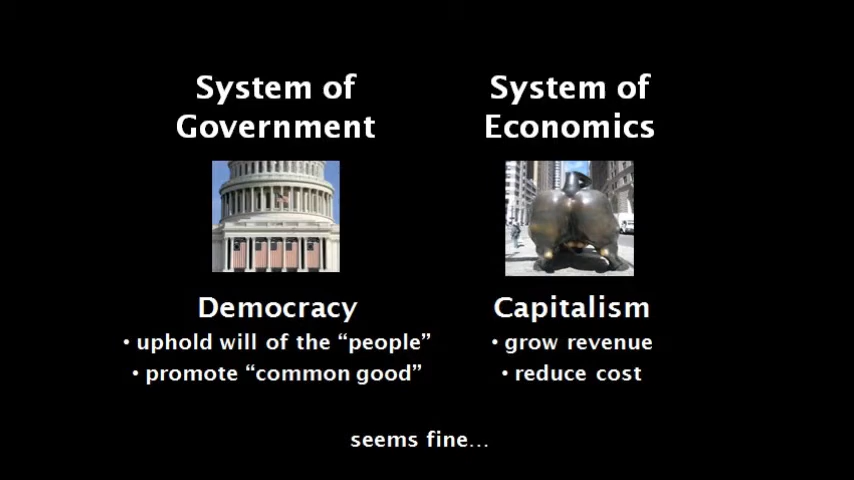 System of
Government
System of
Economics
Democracy
• uphold will of the “people”
• promote “common good”
Capitalism
• grow revenue
• reduce cost
seems fine…